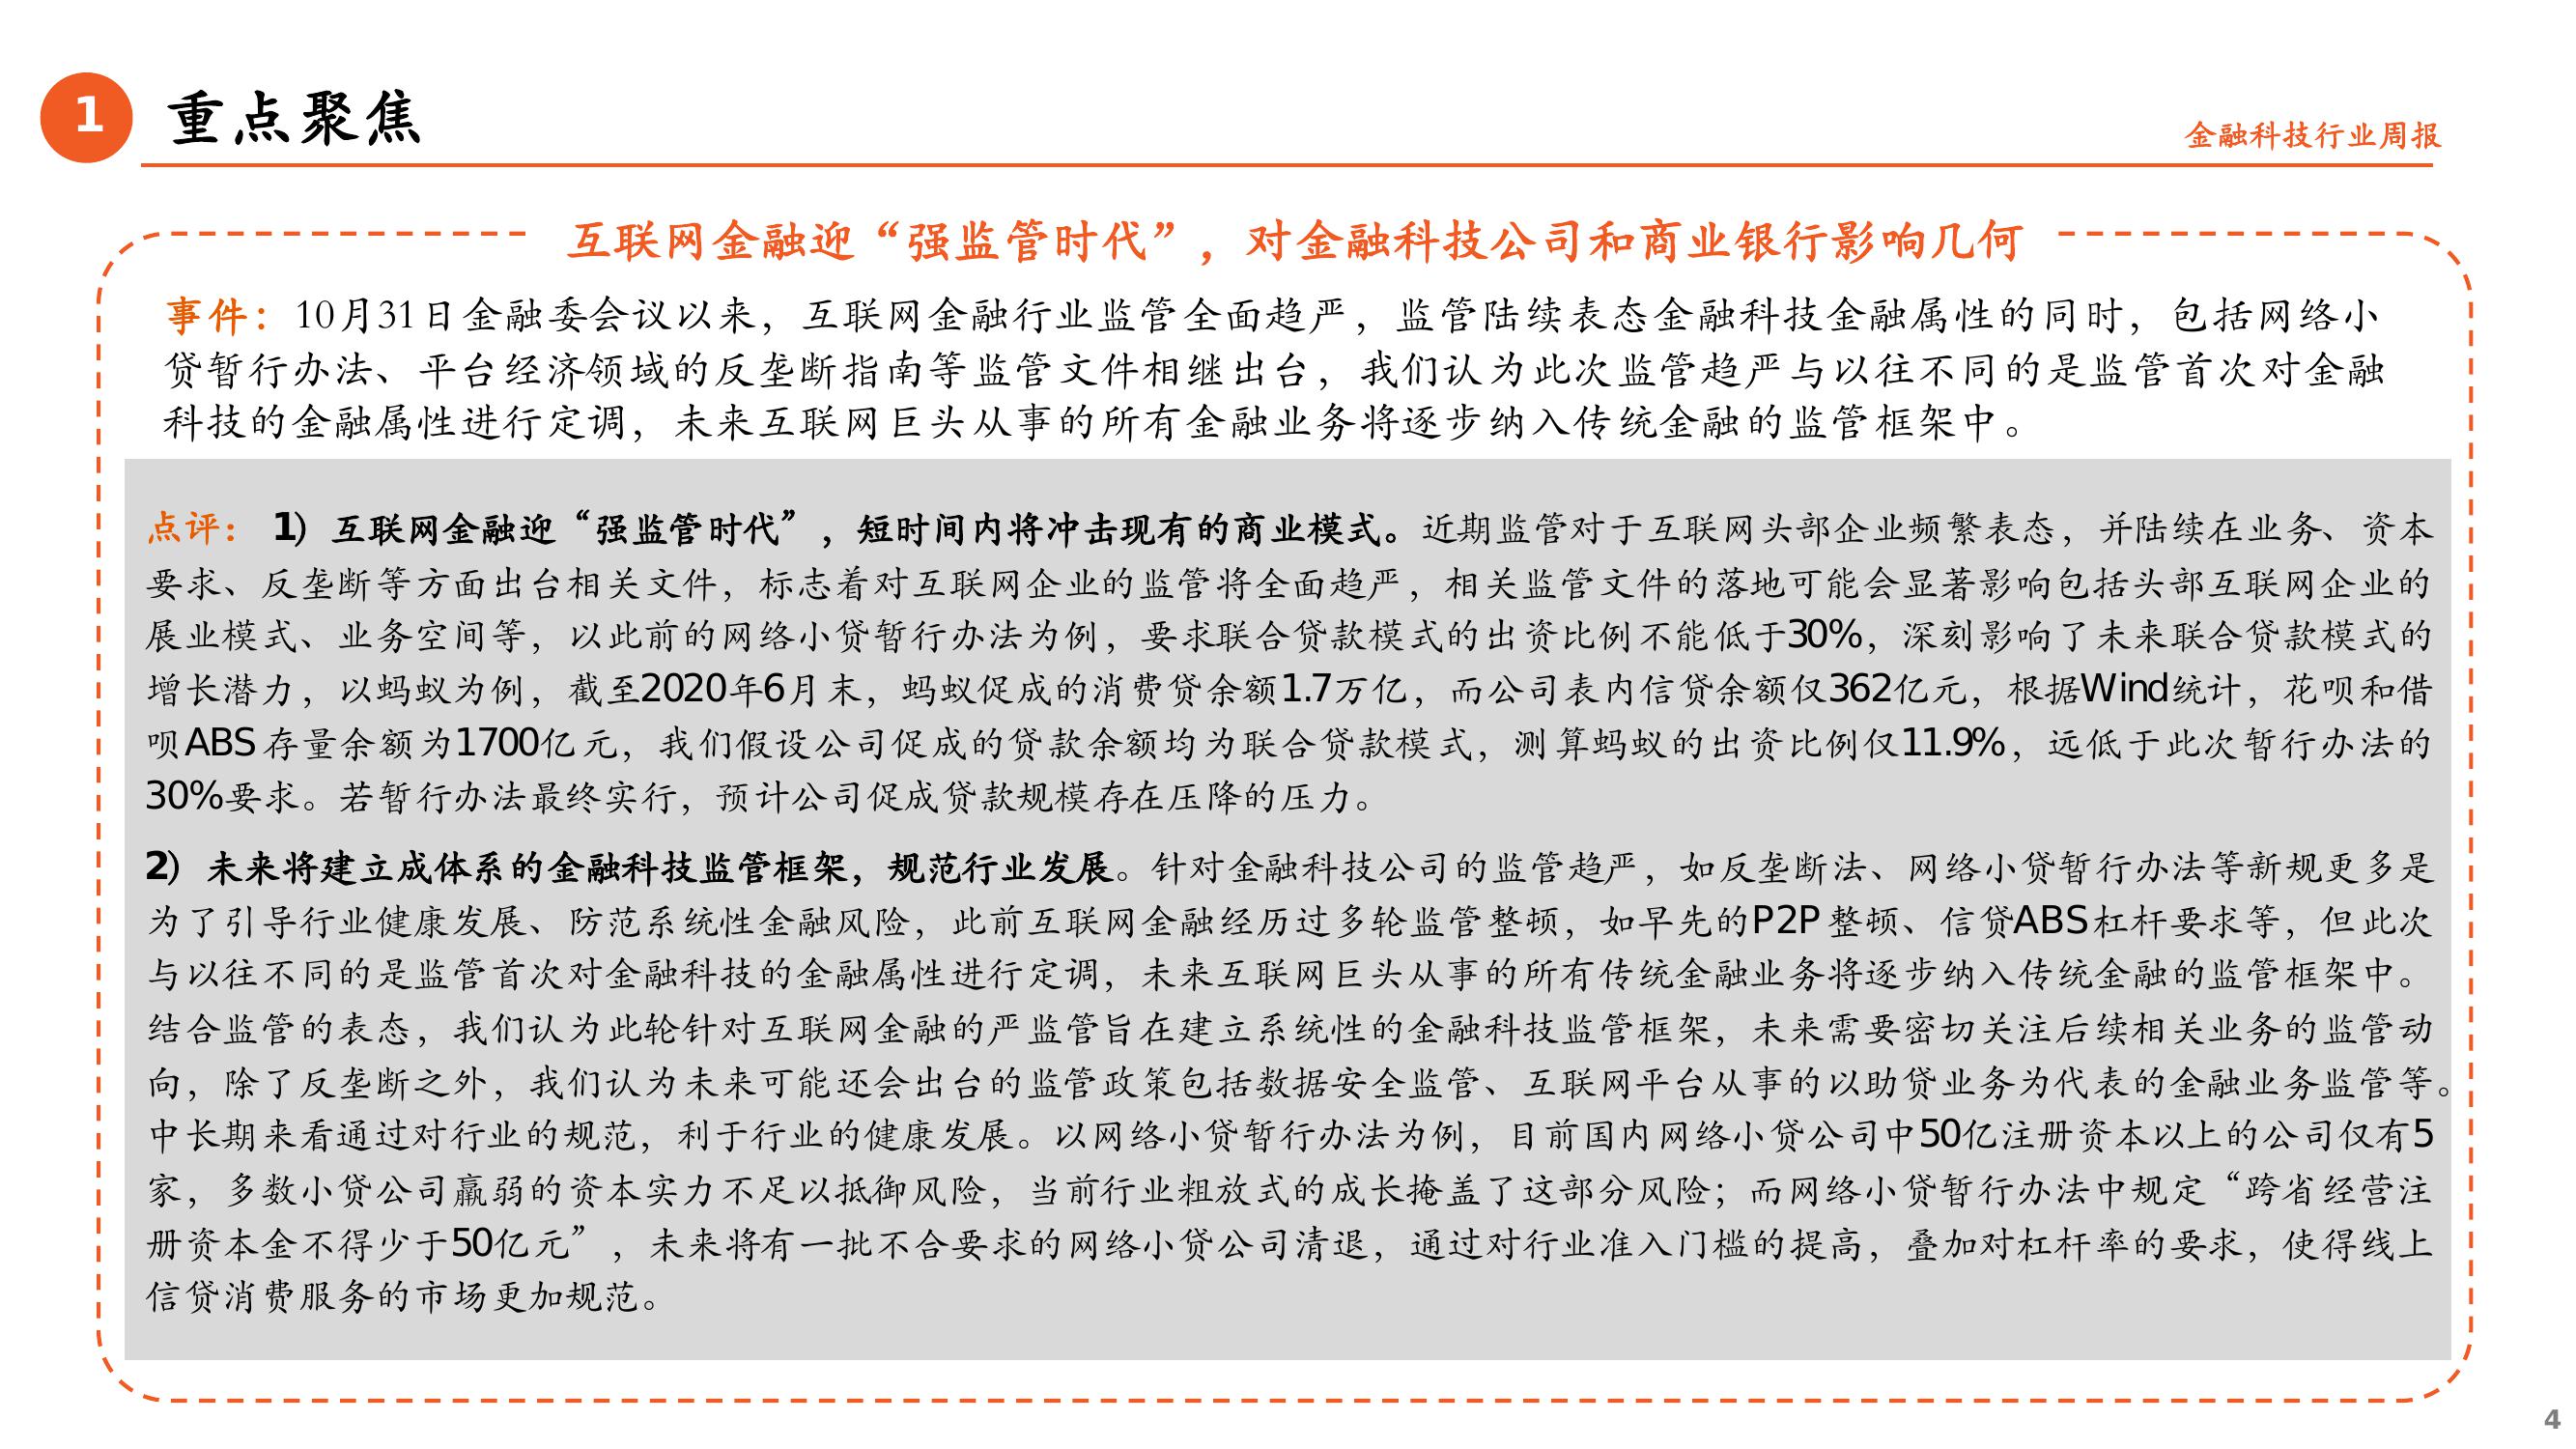 1
重点聚焦
金融科技行业周报
互联网金融迎“强监管时代”，对金融科技公司和商业银行影响几何
事件：10月31日金融委会议以来，互联网金融行业监管全面趋严，监管陆续表态金融科技金融属性的同时，包括网络小
贷暂行办法、平台经济领域的反垄断指南等监管文件相继出台，我们认为此次监管趋严与以往不同的是监管首次对金融
科技的金融属性进行定调，未来互联网巨头从事的所有金融业务将逐步纳入传统金融的监管框架中。
点评： 1）互联网金融迎“强监管时代”，短时间内将冲击现有的商业模式。近期监管对于互联网头部企业频繁表态，并陆续在业务、资本
要求、反垄断等方面出台相关文件，标志着对互联网企业的监管将全面趋严，相关监管文件的落地可能会显著影响包括头部互联网企业的
展业模式、业务空间等，以此前的网络小贷暂行办法为例，要求联合贷款模式的出资比例不能低于30%，深刻影响了未来联合贷款模式的
增长潜力，以蚂蚁为例，截至2020年6月末，蚂蚁促成的消费贷余额1.7万亿，而公司表内信贷余额仅362亿元，根据Wind统计，花呗和借
呗ABS存量余额为1700亿元，我们假设公司促成的贷款余额均为联合贷款模式，测算蚂蚁的出资比例仅11.9%，远低于此次暂行办法的
30%要求。若暂行办法最终实行，预计公司促成贷款规模存在压降的压力。
2）未来将建立成体系的金融科技监管框架，规范行业发展。针对金融科技公司的监管趋严，如反垄断法、网络小贷暂行办法等新规更多是
为了引导行业健康发展、防范系统性金融风险，此前互联网金融经历过多轮监管整顿，如早先的P2P整顿、信贷ABS杠杆要求等，但此次
与以往不同的是监管首次对金融科技的金融属性进行定调，未来互联网巨头从事的所有传统金融业务将逐步纳入传统金融的监管框架中。
结合监管的表态，我们认为此轮针对互联网金融的严监管旨在建立系统性的金融科技监管框架，未来需要密切关注后续相关业务的监管动
向，除了反垄断之外，我们认为未来可能还会出台的监管政策包括数据安全监管、互联网平台从事的以助贷业务为代表的金融业务监管等。
中长期来看通过对行业的规范，利于行业的健康发展。以网络小贷暂行办法为例，目前国内网络小贷公司中50亿注册资本以上的公司仅有5
家，多数小贷公司羸弱的资本实力不足以抵御风险，当前行业粗放式的成长掩盖了这部分风险；而网络小贷暂行办法中规定“跨省经营注
册资本金不得少于50亿元”，未来将有一批不合要求的网络小贷公司清退，通过对行业准入门槛的提高，叠加对杠杆率的要求，使得线上
信贷消费服务的市场更加规范。
4